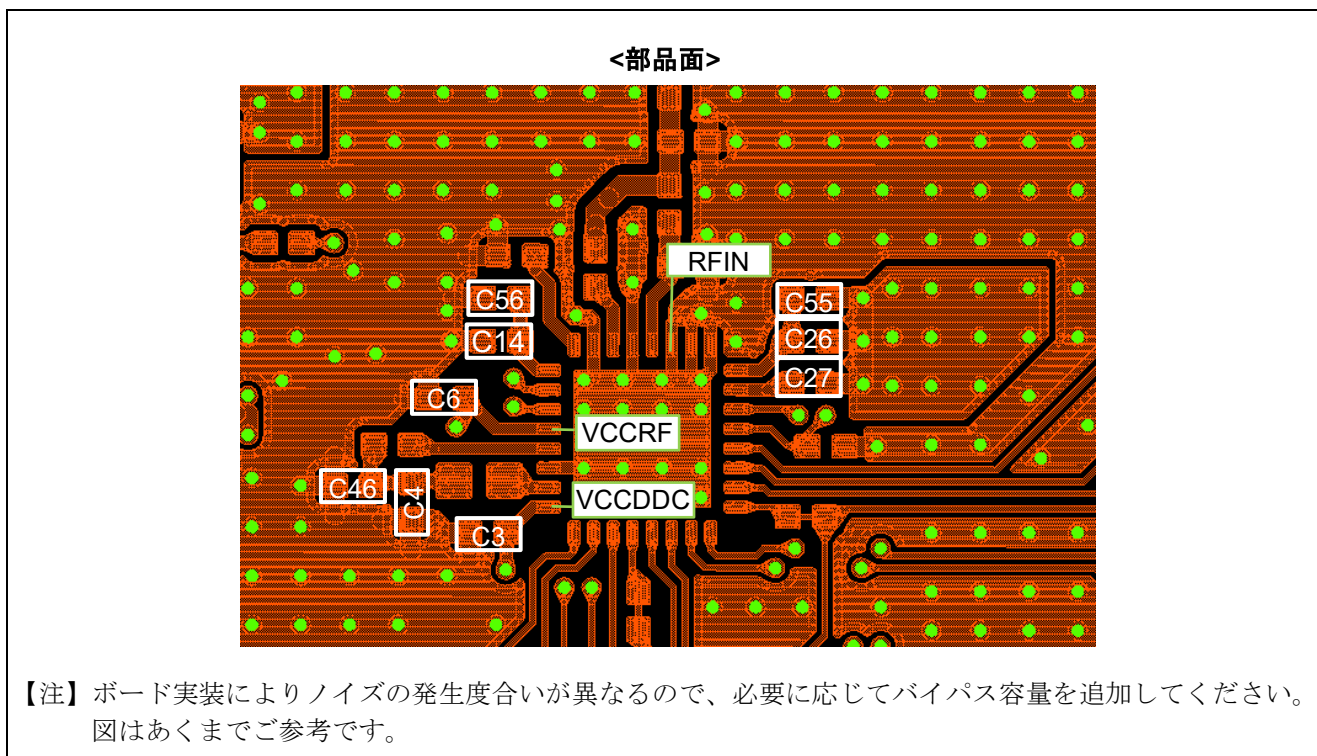 <部品面>
RFIN
C56
C55
C14
C26
C27
C6
VCCRF
C46
C4
VCCDDC
C3
【注】ボード実装によりノイズの発生度合いが異なるので、必要に応じてバイパス容量を追加してください。
図はあくまでご参考です。